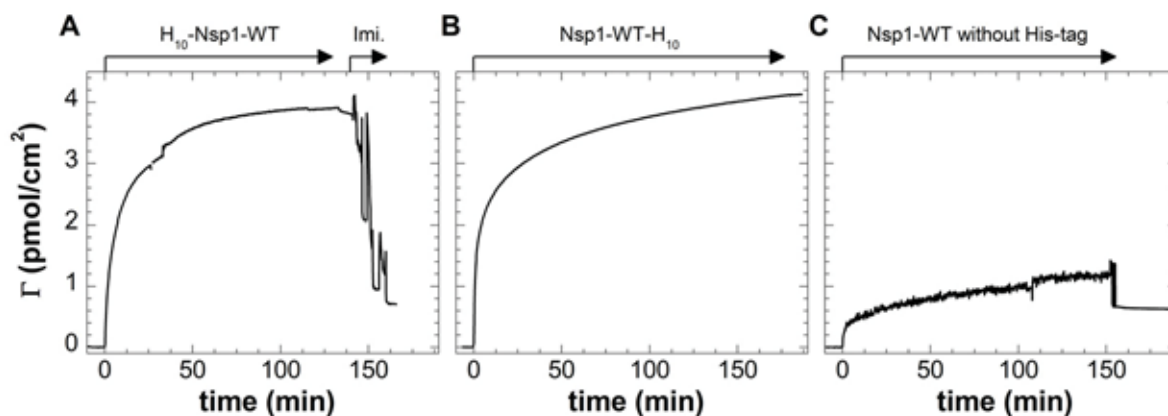 A B C
H₁₀-Nsp1-WT Imi. Nsp1-WT-H₁₀ Nsp1-WT without His-tag
Γ (pmol/cm²)
4
3
2
1
0
0 50 100 150 0 50 100 150 0 50 100 150
time (min) time (min) time (min)